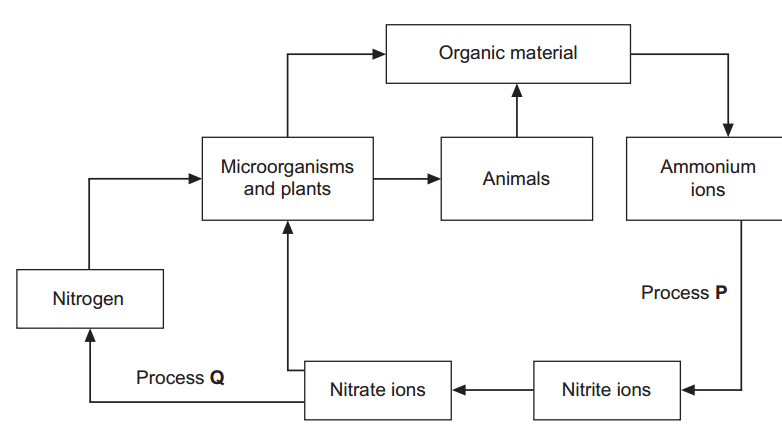 Organic material
Microorganisms
and plants
Animals
Ammonium
ions
Nitrogen
Process P
Process Q
Nitrate ions
Nitrite ions